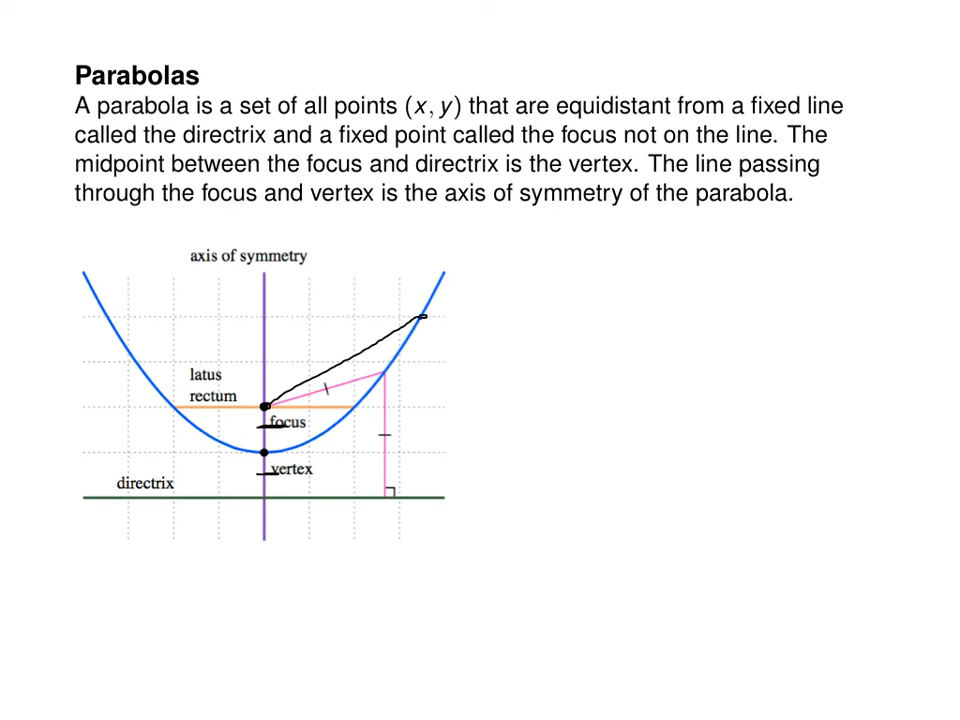 Parabolas
A parabola is a set of all points (x, y) that are equidistant from a fixed line
called the directrix and a fixed point called the focus not on the line. The
midpoint between the focus and directrix is the vertex. The line passing
through the focus and vertex is the axis of symmetry of the parabola.
axis of symmetry
latus
rectum
focus
vertex
directrix